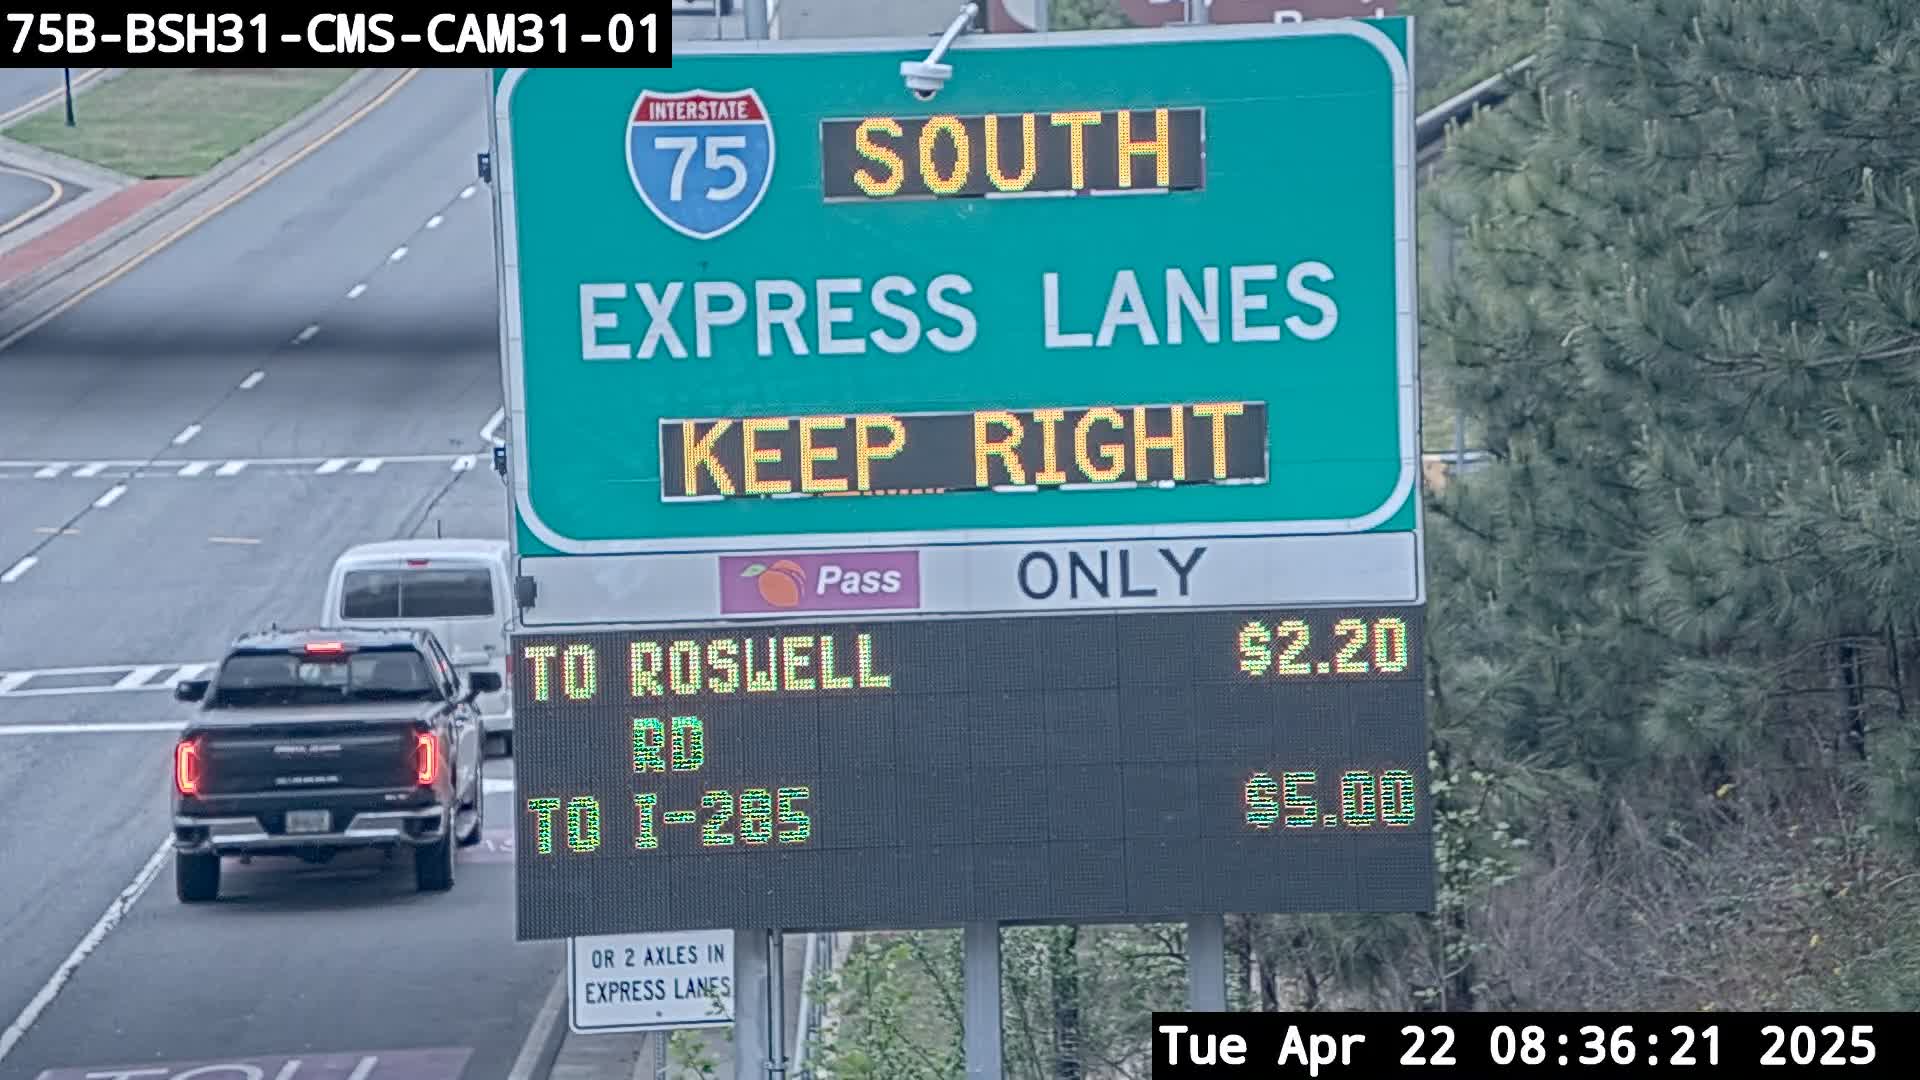 75B-BSH31-CMS-CAM31-01
INTERSTATE
75
SOUTH
EXPRESS LANES
KEEP RIGHT
Pass
ONLY
TO ROSWELL $2.20
RD
TO I-285 $5.00
OR 2 AXLES IN
EXPRESS LANES
TOLL
Tue Apr 22 08:36:21 2025